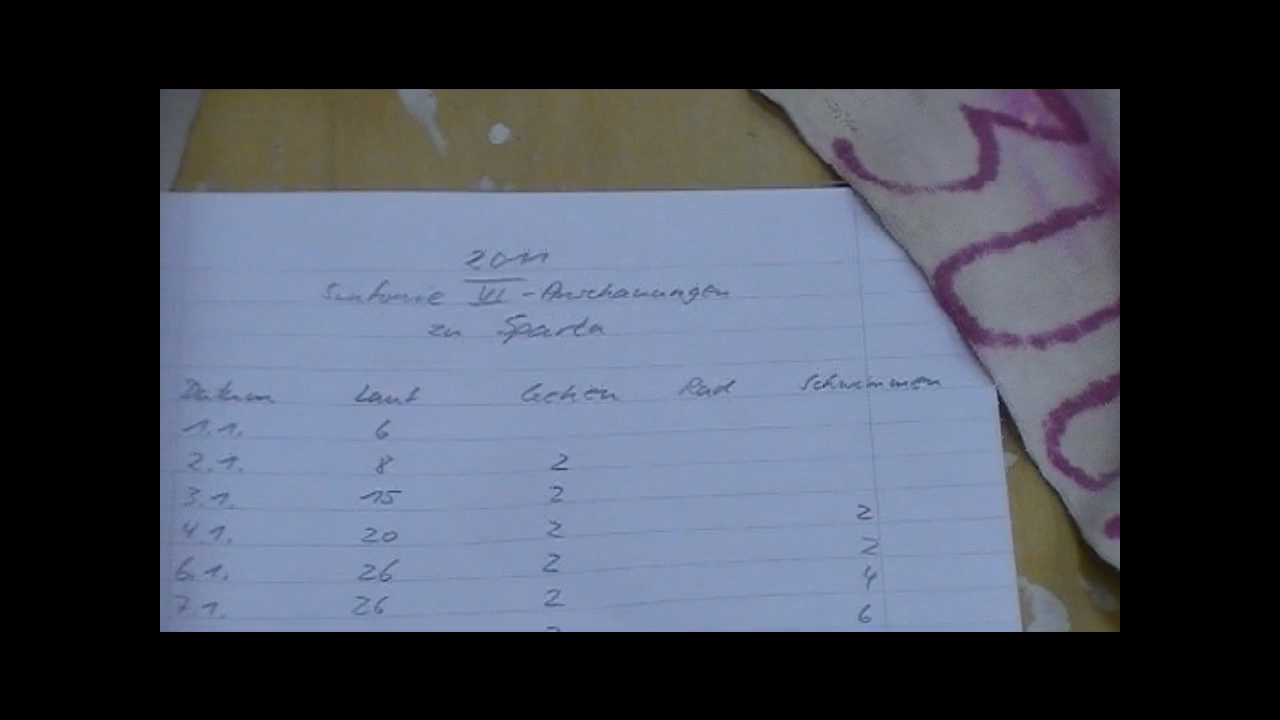 2011
Sinfonie VI - Anschauungen
zu Sparta
Datum Lauf Gehen Rad Schwimmen
1.1. 6
2.1. 8 2
3.1. 15 2 2
4.1. 20 2 2
6.1. 26 2 4
7.1. 26 2 6